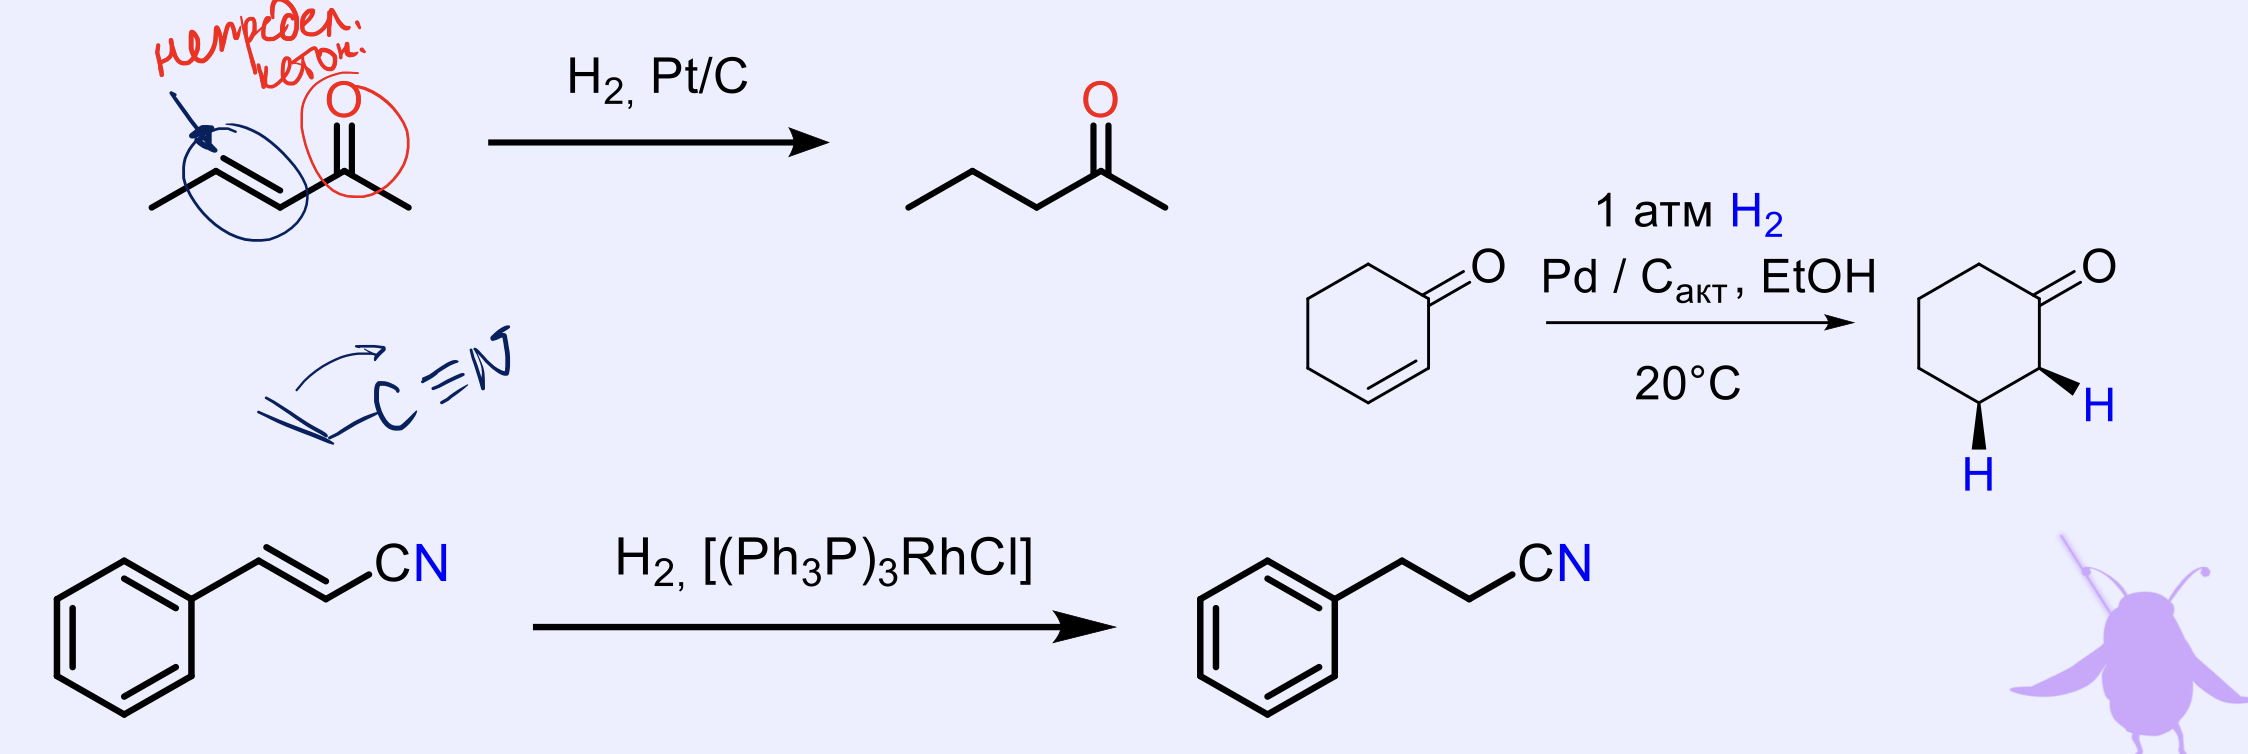 непредел.
кетон.
O
H₂, Pt/C
O
C≡N
1 атм H₂
O
Pd / Cакт, EtOH
O
20°C
H
H
CN
H₂, [(Ph₃P)₃RhCl]
CN